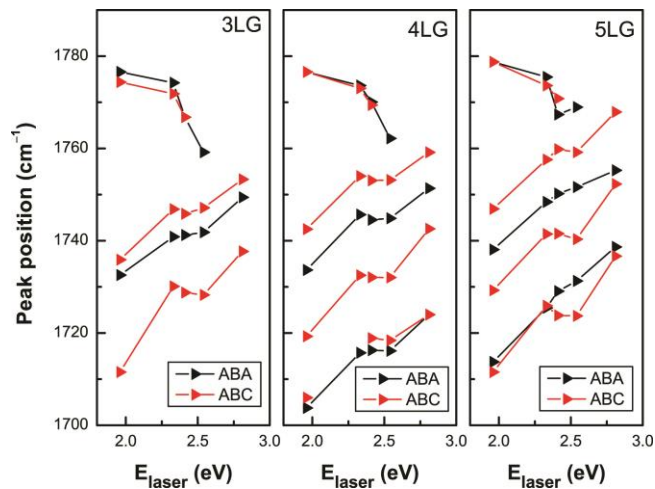 3LG
4LG
5LG
Peak position (cm⁻¹)
1780
1760
1740
1720
1700
ABA
ABC
ABA
ABC
ABA
ABC
2.0 2.5 3.0
2.0 2.5 3.0
2.0 2.5 3.0
E_laser (eV)
E_laser (eV)
E_laser (eV)